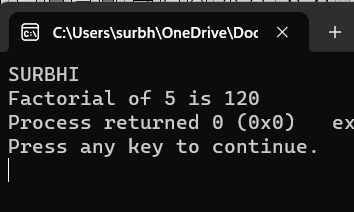 C:\Users\surbh\OneDrive\Doc
SURBHI
Factorial of 5 is 120
Process returned 0 (0x0)   ex
Press any key to continue.